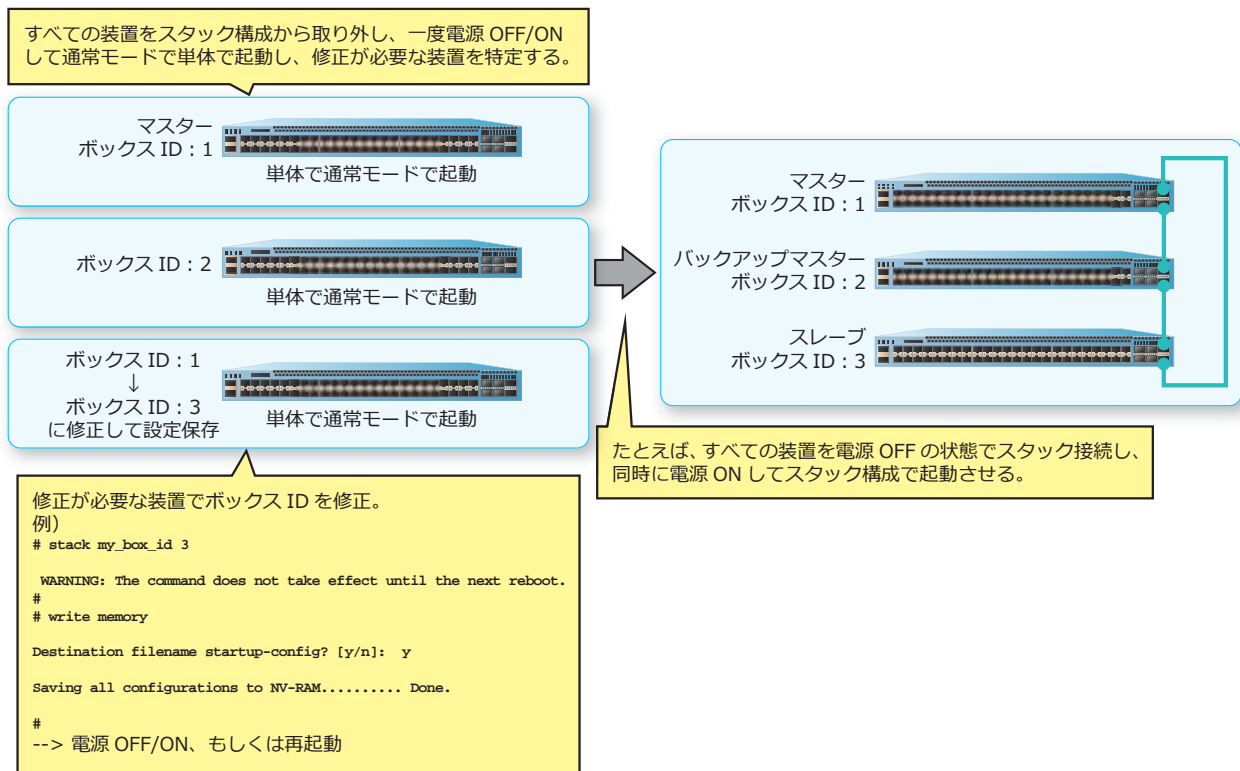 すべての装置をスタック構成から取り外し、一度電源 OFF/ON
して通常モードで単体で起動し、修正が必要な装置を特定する。
マスター
ボックス ID：1
単体で通常モードで起動
ボックス ID：2
単体で通常モードで起動
ボックス ID：1
↓
ボックス ID：3
に修正して設定保存
単体で通常モードで起動
修正が必要な装置でボックス ID を修正。
例）
# stack my_box_id 3
WARNING: The command does not take effect until the next reboot.
#
# write memory
Destination filename startup-config? [y/n]: y
Saving all configurations to NV-RAM.......... Done.
#
--> 電源 OFF/ON、もしくは再起動
マスター
ボックス ID：1
バックアップマスター
ボックス ID：2
スレーブ
ボックス ID：3
たとえば、すべての装置を電源 OFF の状態でスタック接続し、
同時に電源 ON してスタック構成で起動させる。